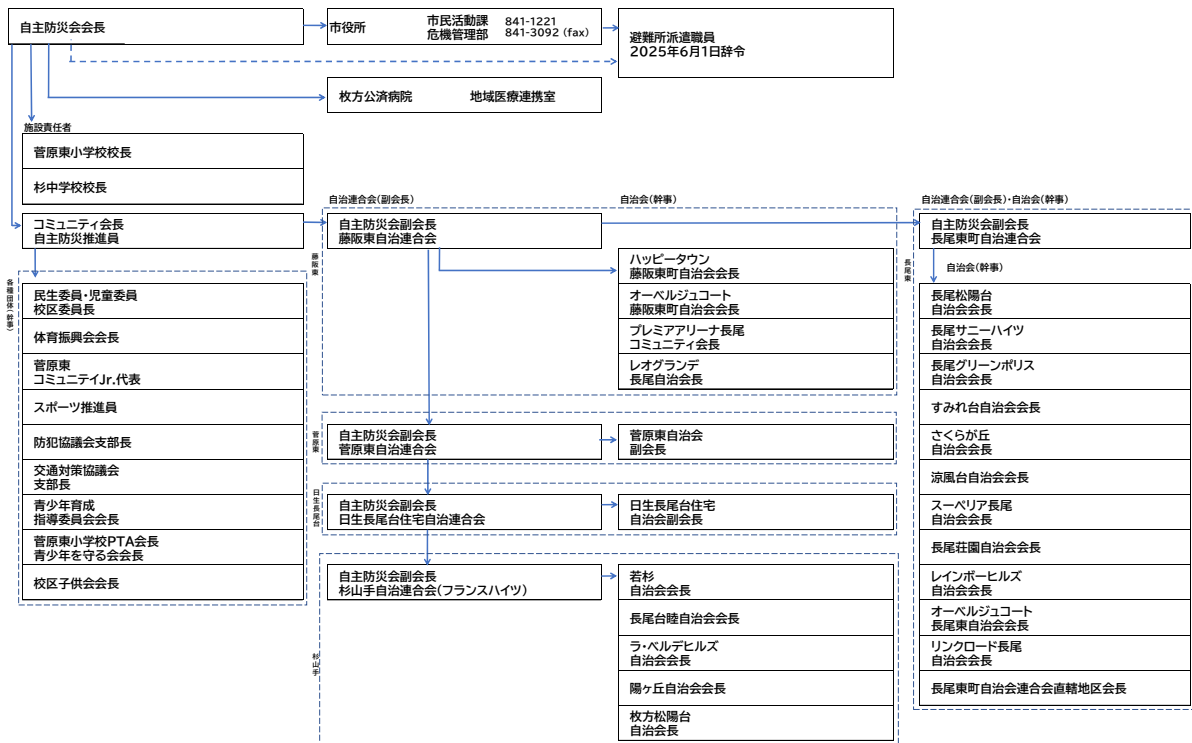 自主防災会会長
市役所
市民活動課 841-1221
危機管理部 841-3092 (fax)
避難所派遣職員
2025年6月1日辞令
枚方公済病院 地域医療連携室
施設責任者
菅原東小学校校長
杉中学校校長
コミュニティ会長
自主防災推進員
各種団体(幹事)
民生委員・児童委員
校区委員長
体育振興会会長
菅原東
コミュニテイJr.代表
スポーツ推進員
防犯協議会支部長
交通対策協議会
支部長
青少年育成
指導委員会会長
菅原東小学校PTA会長
青少年を守る会会長
校区子供会会長
自治連合会(副会長)
自治会(幹事)
藤阪東
自主防災会副会長
藤阪東自治連合会
ハッピータウン
藤阪東町自治会会長
オーベルジュコート
藤阪東町自治会会長
プレミアアリーナ長尾
コミュニティ会長
レオグランデ
長尾自治会長
菅原東
自主防災会副会長
菅原東自治連合会
菅原東自治会
副会長
日生長尾台
自主防災会副会長
日生長尾台住宅自治連合会
日生長尾台住宅
自治会副会長
杉山手
自主防災会副会長
杉山手自治連合会(フランスハイツ)
若杉
自治会会長
長尾台睦自治会会長
ラ・ベルデヒルズ
自治会会長
陽ヶ丘自治会会長
枚方松陽台
自治会長
自治連合会(副会長)・自治会(幹事)
長尾東
自主防災会副会長
長尾東町自治連合会
自治会(幹事)
長尾松陽台
自治会会長
長尾サニーハイツ
自治会会長
長尾グリーンポリス
自治会会長
すみれ台自治会会長
さくらが丘
自治会会長
涼風台自治会会長
スーペリア長尾
自治会会長
長尾荘園自治会会長
レインボーヒルズ
自治会会長
オーベルジュコート
長尾東自治会会長
リンクロード長尾
自治会会長
長尾東町自治会連合会直轄地区会長